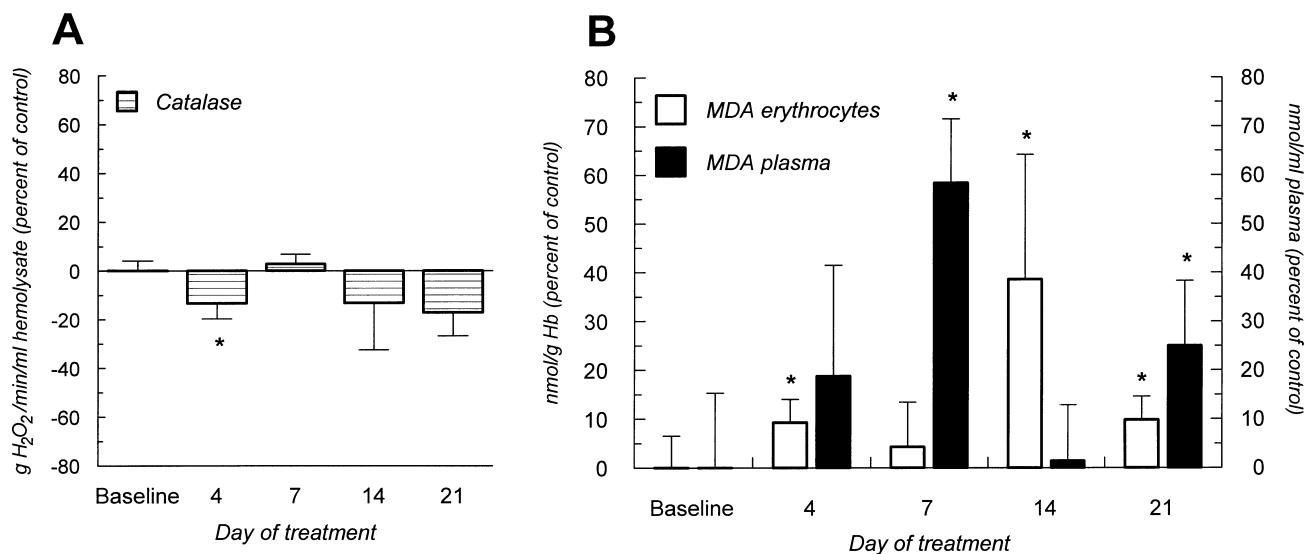 A
g H2O2/min/ml hemolysate (percent of control)
80
60
40
20
0
-20
-40
-60
-80
Catalase
*
Baseline 4 7 14 21
Day of treatment
B
nmol/g Hb (percent of control)
80
70
60
50
40
30
20
10
0
MDA erythrocytes
MDA plasma
* * * * *
80
70
60
50
40
30
20
10
0
nmol/ml plasma (percent of control)
Baseline 4 7 14 21
Day of treatment